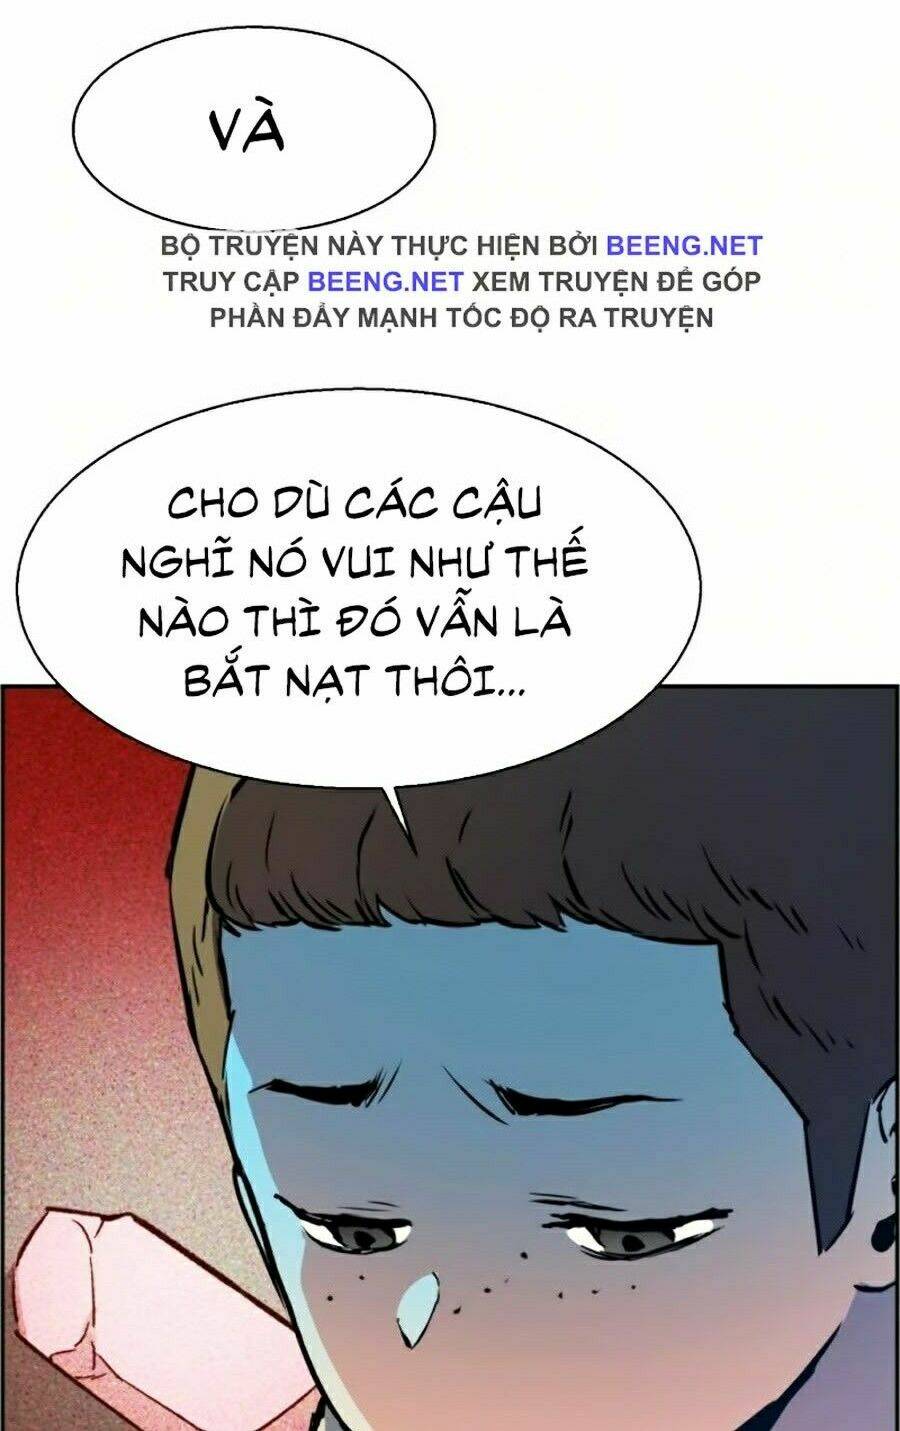 VÀ
BỘ TRUYỆN NÀY THỰC HIỆN BỞI BEENG.NET
TRUY CẬP BEENG.NET XEM TRUYỆN ĐỂ GÓP
PHẦN ĐẨY MẠNH TỐC ĐỘ RA TRUYỆN
CHO DÙ CÁC CẬU
NGHĨ NÓ VUI NHƯ THẾ
NÀO THÌ ĐÓ VẪN LÀ
BẮT NẠT THÔI...